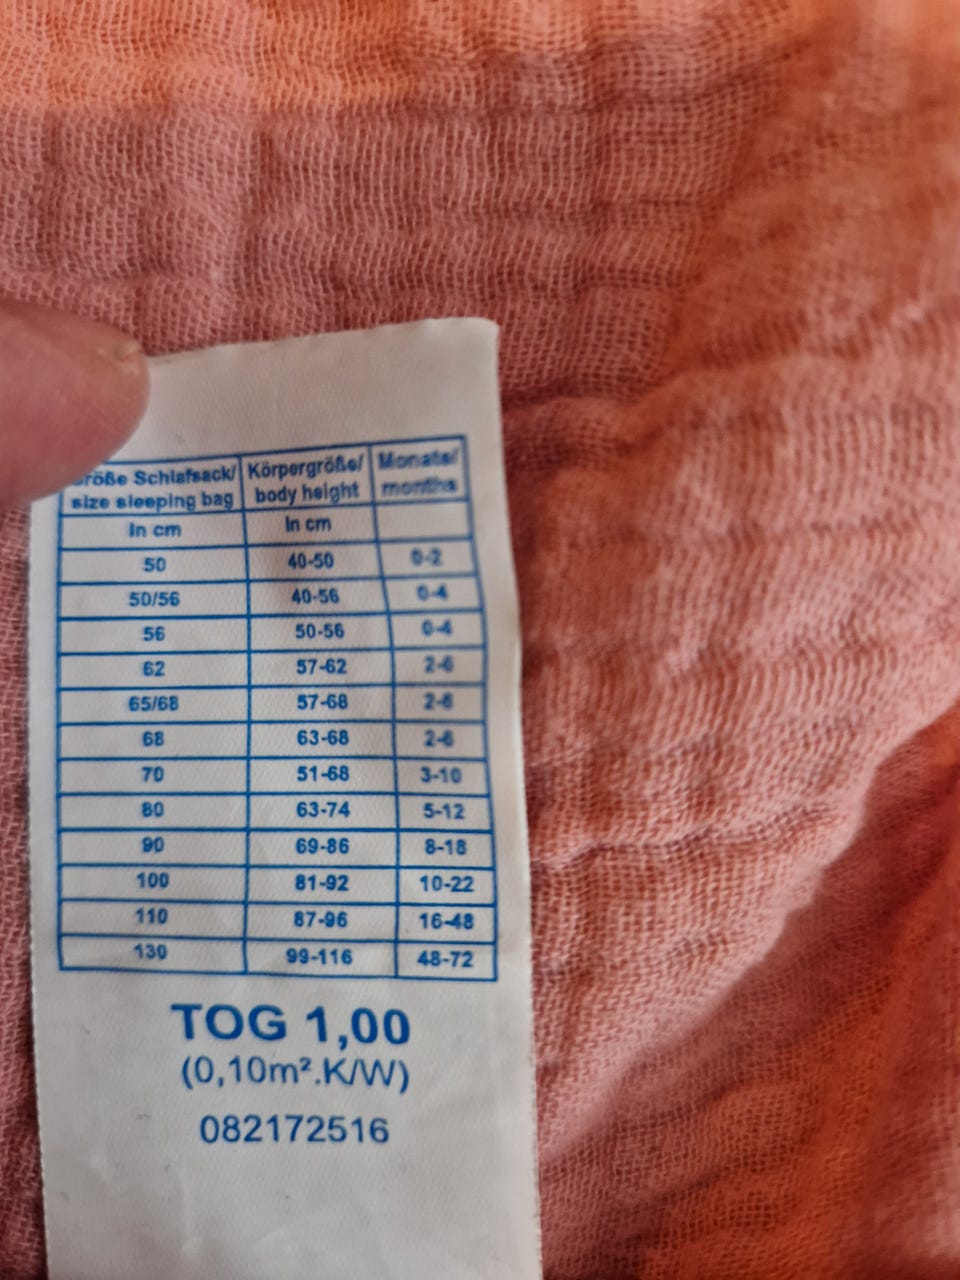 röße Schlafsack/ Körpergröße/ Monate/
size sleeping bag body height months
In cm In cm
50 40-50 0-2
50/56 40-56 0-4
56 50-56 0-4
62 57-62 2-6
65/68 57-68 2-6
68 63-68 2-6
70 51-68 3-10
80 63-74 5-12
90 69-86 8-18
100 81-92 10-22
110 87-96 16-48
130 99-116 48-72
TOG 1,00
(0,10m².K/W)
082172516